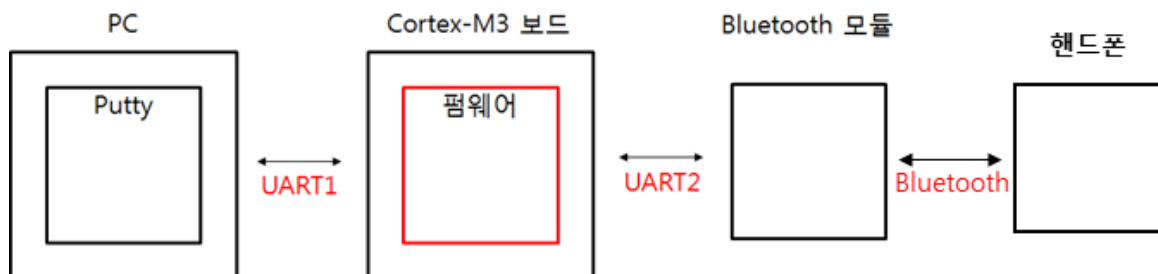 PC
Cortex-M3 보드
Bluetooth 모듈
핸드폰
Putty
펌웨어
UART1
UART2
Bluetooth